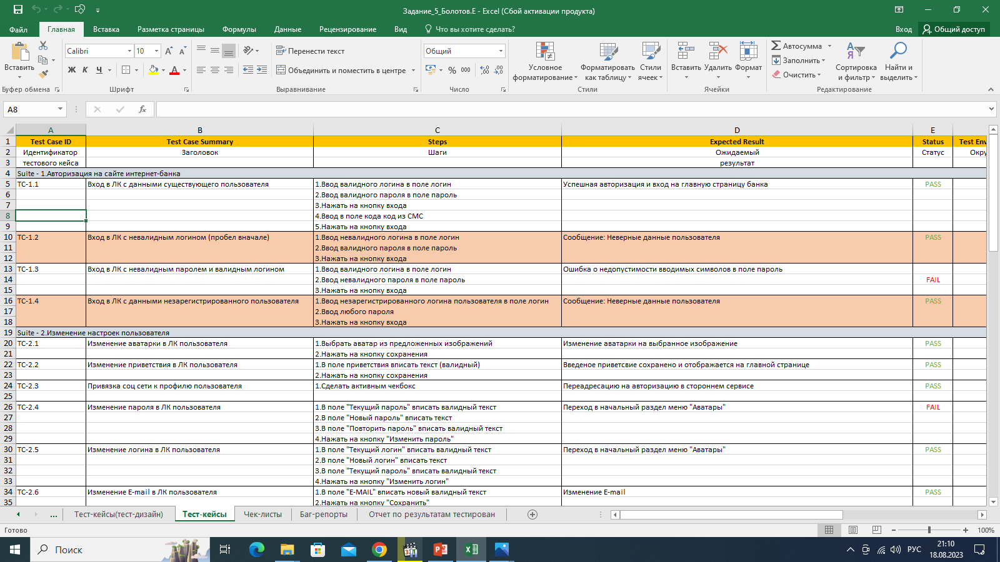 Задание_5_Болотов.Е - Excel (Сбой активации продукта)
Файл Главная Вставка Разметка страницы Формулы Данные Рецензирование Вид Что вы хотите сделать? Вход Общий доступ
Вставить
Буфер обмена
Calibri 10
Ж К Ч А
Шрифт
Перенести текст
Объединить и поместить в центре
Выравнивание
Общий
% 000
Число
Условное форматирование
Форматировать как таблицу
Стили ячеек
Стили
Вставить Удалить Формат
Ячейки
Автосумма
Заполнить
Очистить
Сортировка и фильтр
Найти и выделить
Редактирование
A8 fx
A B C D E
1 Test Case ID Test Case Summary Steps Expected Result Status Test Env
2 Идентификатор Заголовок Шаги Ожидаемый Статус Окру
3 тестового кейса результат
4 Suite - 1.Авторизация на сайте интернет-банка
5 TC-1.1 Вход в ЛК с данными существующего пользователя 1.Ввод валидного логина в поле логин Успешная авторизация и вход на главную страницу банка PASS
6 2.Ввод валидного пароля в поле пароль
7 3.Нажать на кнопку входа
8 4.Ввод в поле кода код из СМС
9 5.Нажать на кнопку входа
10 TC-1.2 Вход в ЛК с невалидным логином (пробел вначале) 1.Ввод невалидного логина в поле логин Сообщение: Неверные данные пользователя PASS
11 2.Ввод валидного пароля в поле пароль
12 3.Нажать на кнопку входа
13 TC-1.3 Вход в ЛК с невалидным паролем и валидным логином 1.Ввод валидного логина в поле логин Ошибка о недопустимости вводимых символов в поле пароль
14 2.Ввод невалидного пароля в поле пароль FAIL
15 3.Нажать на кнопку входа
16 TC-1.4 Вход в ЛК с данными незарегистрированного пользователя 1.Ввод незарегистрированного логина пользователя в поле логин Сообщение: Неверные данные пользователя PASS
17 2.Ввод любого пароля
18 3.Нажать на кнопку входа
19 Suite - 2.Изменение настроек пользователя
20 TC-2.1 Изменение аватарки в ЛК пользователя 1.Выбрать аватар из предложенных изображений Изменение аватарки на выбранное изображение PASS
21 2.Нажать на кнопку сохранения
22 TC-2.2 Изменение приветствия в ЛК пользователя 1.В поле приветствия вписать текст (валидный) Введеное приветсвие сохранено и отображается на главной странице PASS
23 2.Нажать на кнопку сохранения
24 TC-2.3 Привязка соц сети к профилю пользователя 1.Сделать активным чекбокс Переадресацию на авторизацию в стороннем сервисе PASS
25
26 TC-2.4 Изменение пароля в ЛК пользователя 1.В поле "Текущий пароль" вписать валидный текст Переход в начальный раздел меню "Аватары" FAIL
27 2.В поле "Новый пароль" вписать текст
28 3.В поле "Повторить пароль" вписать валидный текст
29 4.Нажать на кнопку "Изменить пароль"
30 TC-2.5 Изменение логина в ЛК пользователя 1.В поле "Текущий логин" вписать валидный текст Переход в начальный раздел меню "Аватары" PASS
31 2.В поле "Новый логин" вписать текст
32 3.В поле "Текущий пароль" вписать валидный текст
33 4.Нажать на кнопку "Изменить логин"
34 TC-2.6 Изменение E-mail в ЛК пользователя 1.В поле "E-MAIL" вписать новый валидный текст Изменение E-mail PASS
35 2.Нажать на кнопку "Сохранить"
... Тест-кейсы(тест-дизайн) Тест-кейсы Чек-листы Баг-репорты Отчет по результатам тестирован
Готово 100%
Поиск РУС 21:10
18.08.2023